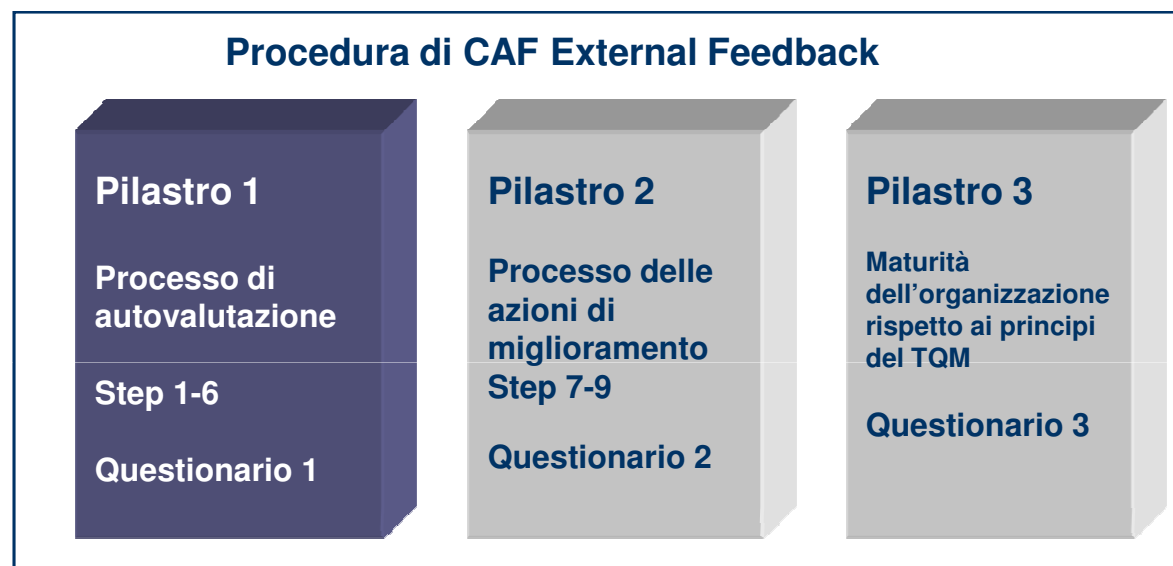 Procedura di CAF External Feedback
Pilastro 1
Processo di
autovalutazione
Step 1-6
Questionario 1
Pilastro 2
Processo delle
azioni di
miglioramento
Step 7-9
Questionario 2
Pilastro 3
Maturità
dell’organizzazione
rispetto ai principi
del TQM
Questionario 3